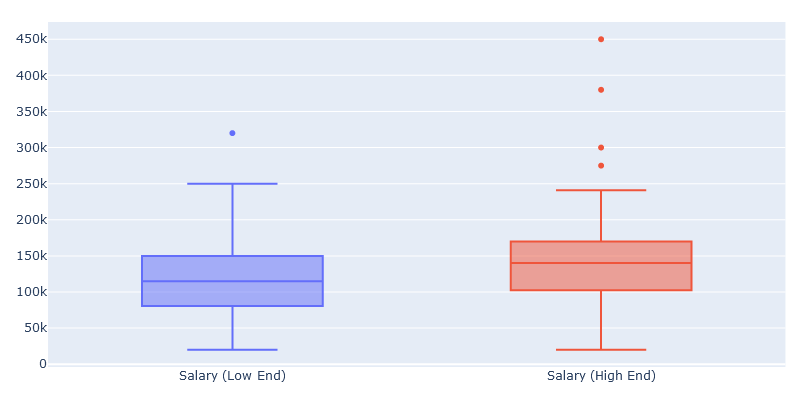 450k
400k
350k
300k
250k
200k
150k
100k
50k
0
Salary (Low End)
Salary (High End)